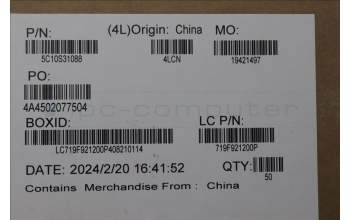 P/N:
(4L)Origin: China
MO:
5C10S31088
4LCN
19421497
PO:
4A4502077504
BOXID:
LC P/N:
LC719F921200P408210114
719F921200P
DATE: 2024/2/20 16:41:52
QTY:
50
Contains Merchandise From : China